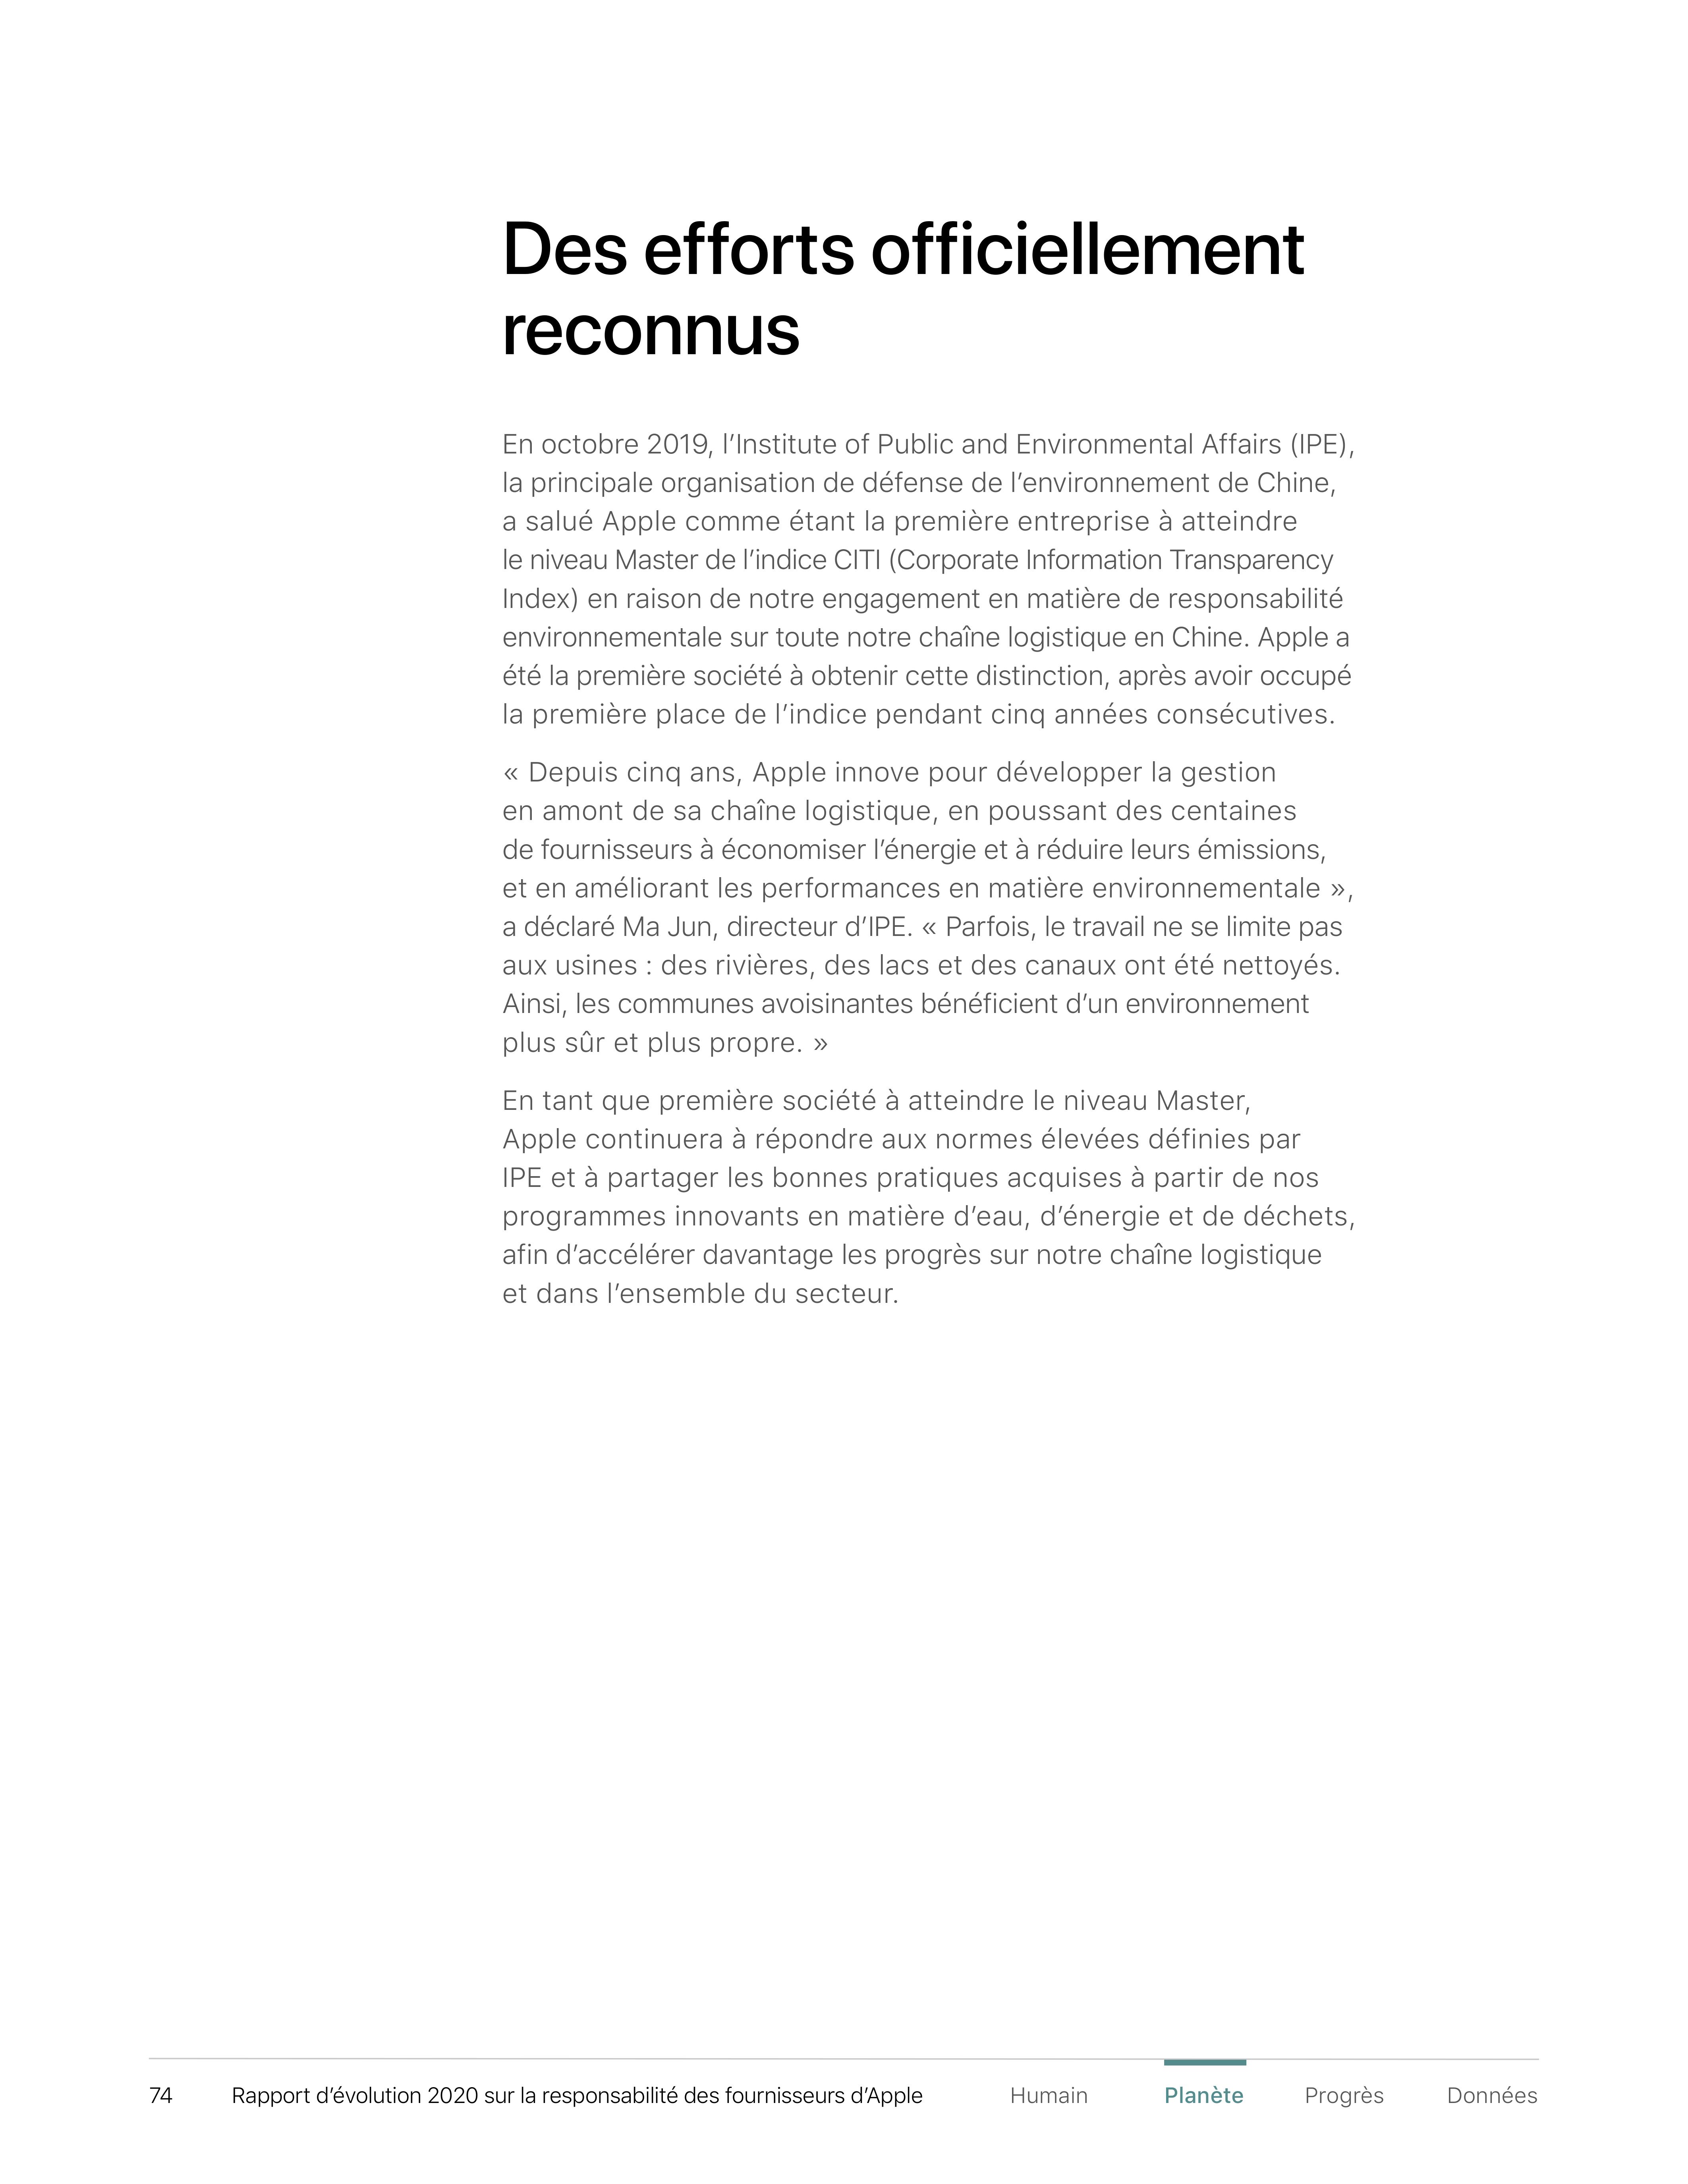 Des efforts officiellement
reconnus
En octobre 2019, l’Institute of Public and Environmental Affairs (IPE),
la principale organisation de défense de l’environnement de Chine,
a salué Apple comme étant la première entreprise à atteindre
le niveau Master de l’indice CITI (Corporate Information Transparency
Index) en raison de notre engagement en matière de responsabilité
environnementale sur toute notre chaîne logistique en Chine. Apple a
été la première société à obtenir cette distinction, après avoir occupé
la première place de l’indice pendant cinq années consécutives.
« Depuis cinq ans, Apple innove pour développer la gestion
en amont de sa chaîne logistique, en poussant des centaines
de fournisseurs à économiser l’énergie et à réduire leurs émissions,
et en améliorant les performances en matière environnementale »,
a déclaré Ma Jun, directeur d’IPE. « Parfois, le travail ne se limite pas
aux usines : des rivières, des lacs et des canaux ont été nettoyés.
Ainsi, les communes avoisinantes bénéficient d’un environnement
plus sûr et plus propre. »
En tant que première société à atteindre le niveau Master,
Apple continuera à répondre aux normes élevées définies par
IPE et à partager les bonnes pratiques acquises à partir de nos
programmes innovants en matière d’eau, d’énergie et de déchets,
afin d’accélérer davantage les progrès sur notre chaîne logistique
et dans l’ensemble du secteur.
74 Rapport d’évolution 2020 sur la responsabilité des fournisseurs d’Apple Humain Planète Progrès Données